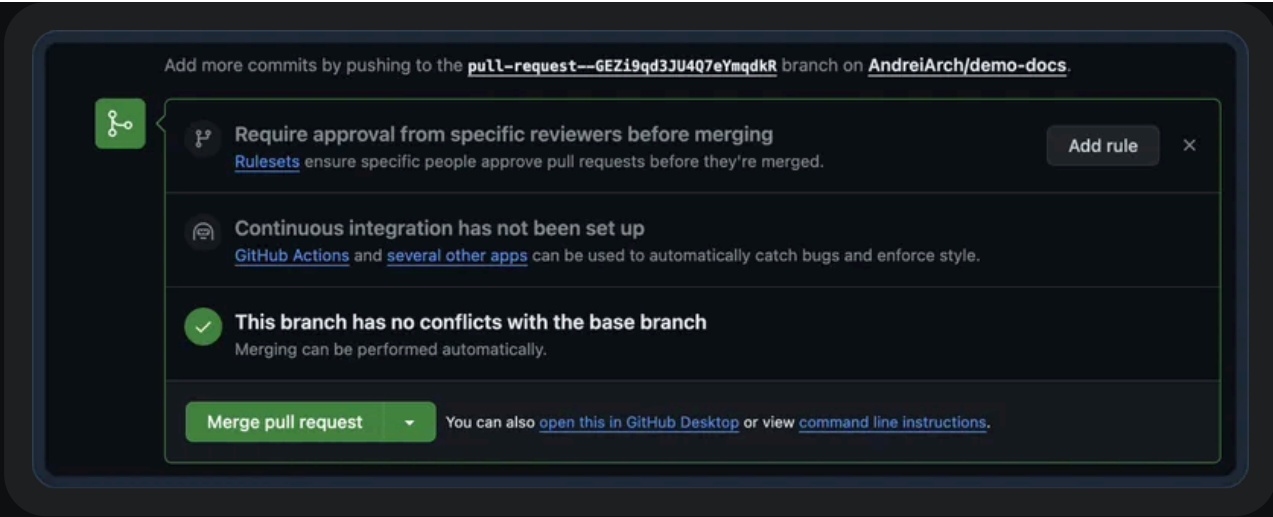 Add more commits by pushing to the pull-request--GEZi9qd3JU4Q7eYmqdkR branch on AndreiArch/demo-docs.
Require approval from specific reviewers before merging
Rulesets ensure specific people approve pull requests before they're merged.
Add rule
Continuous integration has not been set up
GitHub Actions and several other apps can be used to automatically catch bugs and enforce style.
This branch has no conflicts with the base branch
Merging can be performed automatically.
Merge pull request
You can also open this in GitHub Desktop or view command line instructions.